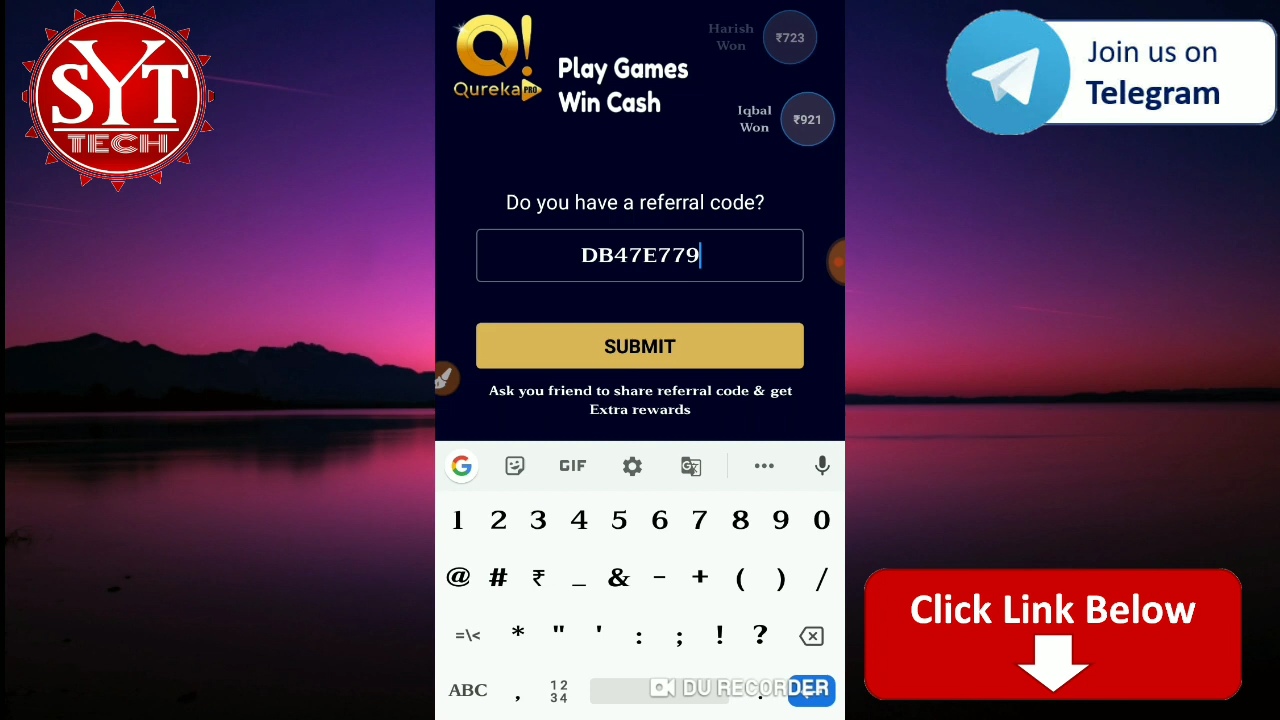 SYT
TECH
Qureka PRO
Play Games
Win Cash
Harish
Won
₹723
Iqbal
Won
₹921
Join us on
Telegram
Do you have a referral code?
DB47E779
SUBMIT
Ask you friend to share referral code & get
Extra rewards
G
GIF
1 2 3 4 5 6 7 8 9 0
@ # ₹ _ & - + ( ) /
=\< * " ' : ; ! ?
ABC , 12 34 .
DU RECORDER
Click Link Below